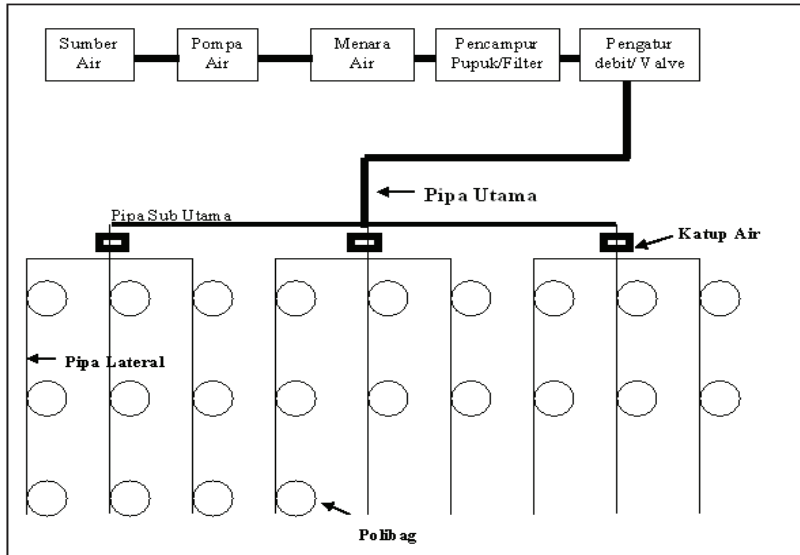 Sumber
Air
Pompa
Air
Menara
Air
Pencampur
Pupuk/Filter
Pengatur
debit/ Valve
Pipa Utama
Pipa Sub Utama
Katup Air
Pipa Lateral
Polibag